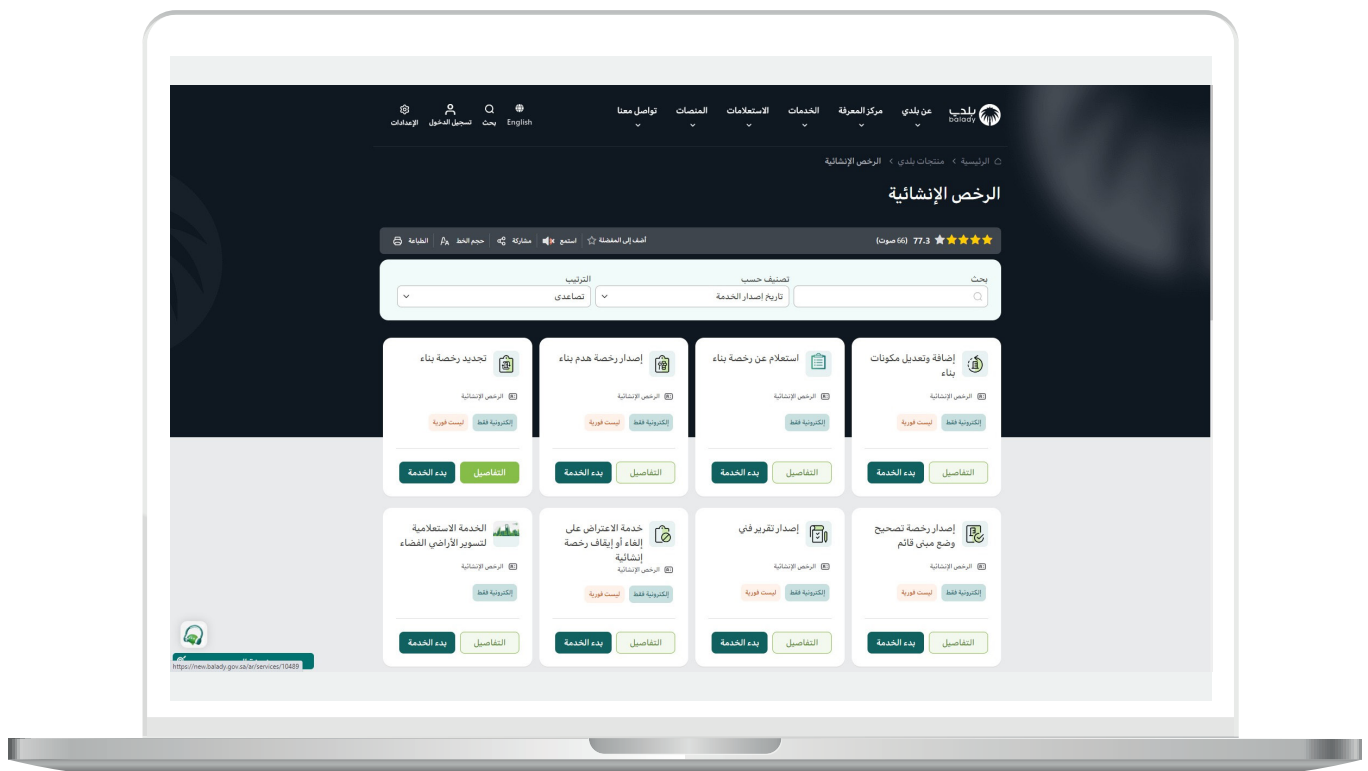 بلدي
balady
عن بلدي
مركز المعرفة
الخدمات
الاستعلامات
المنصات
تواصل معنا
English
بحث
تسجيل الدخول
الإعدادات
الرئيسية › منتجات بلدي › الرخص الإنشائية
الرخص الإنشائية
77.3 (66 صوت)
أضف إلى المفضلة
استمع
مشاركة
حجم الخط
الطباعة
بحث
تصنيف حسب
الترتيب
تاريخ إصدار الخدمة
تصاعدى
إضافة وتعديل مكونات
بناء
الرخص الإنشائية
إلكترونية فقط
ليست فورية
التفاصيل
بدء الخدمة
استعلام عن رخصة بناء
الرخص الإنشائية
إلكترونية فقط
التفاصيل
بدء الخدمة
إصدار رخصة هدم بناء
الرخص الإنشائية
إلكترونية فقط
ليست فورية
التفاصيل
بدء الخدمة
تجديد رخصة بناء
الرخص الإنشائية
إلكترونية فقط
ليست فورية
التفاصيل
بدء الخدمة
إصدار رخصة تصحيح
وضع مبنى قائم
الرخص الإنشائية
إلكترونية فقط
ليست فورية
التفاصيل
بدء الخدمة
إصدار تقرير فني
الرخص الإنشائية
إلكترونية فقط
ليست فورية
التفاصيل
بدء الخدمة
خدمة الاعتراض على
إلغاء أو إيقاف رخصة
إنشائية
الرخص الإنشائية
إلكترونية فقط
ليست فورية
التفاصيل
بدء الخدمة
الخدمة الاستعلامية
لتسوير الأراضي الفضاء
الرخص الإنشائية
إلكترونية فقط
التفاصيل
بدء الخدمة
https://new.balady.gov.sa/ar/services/10489